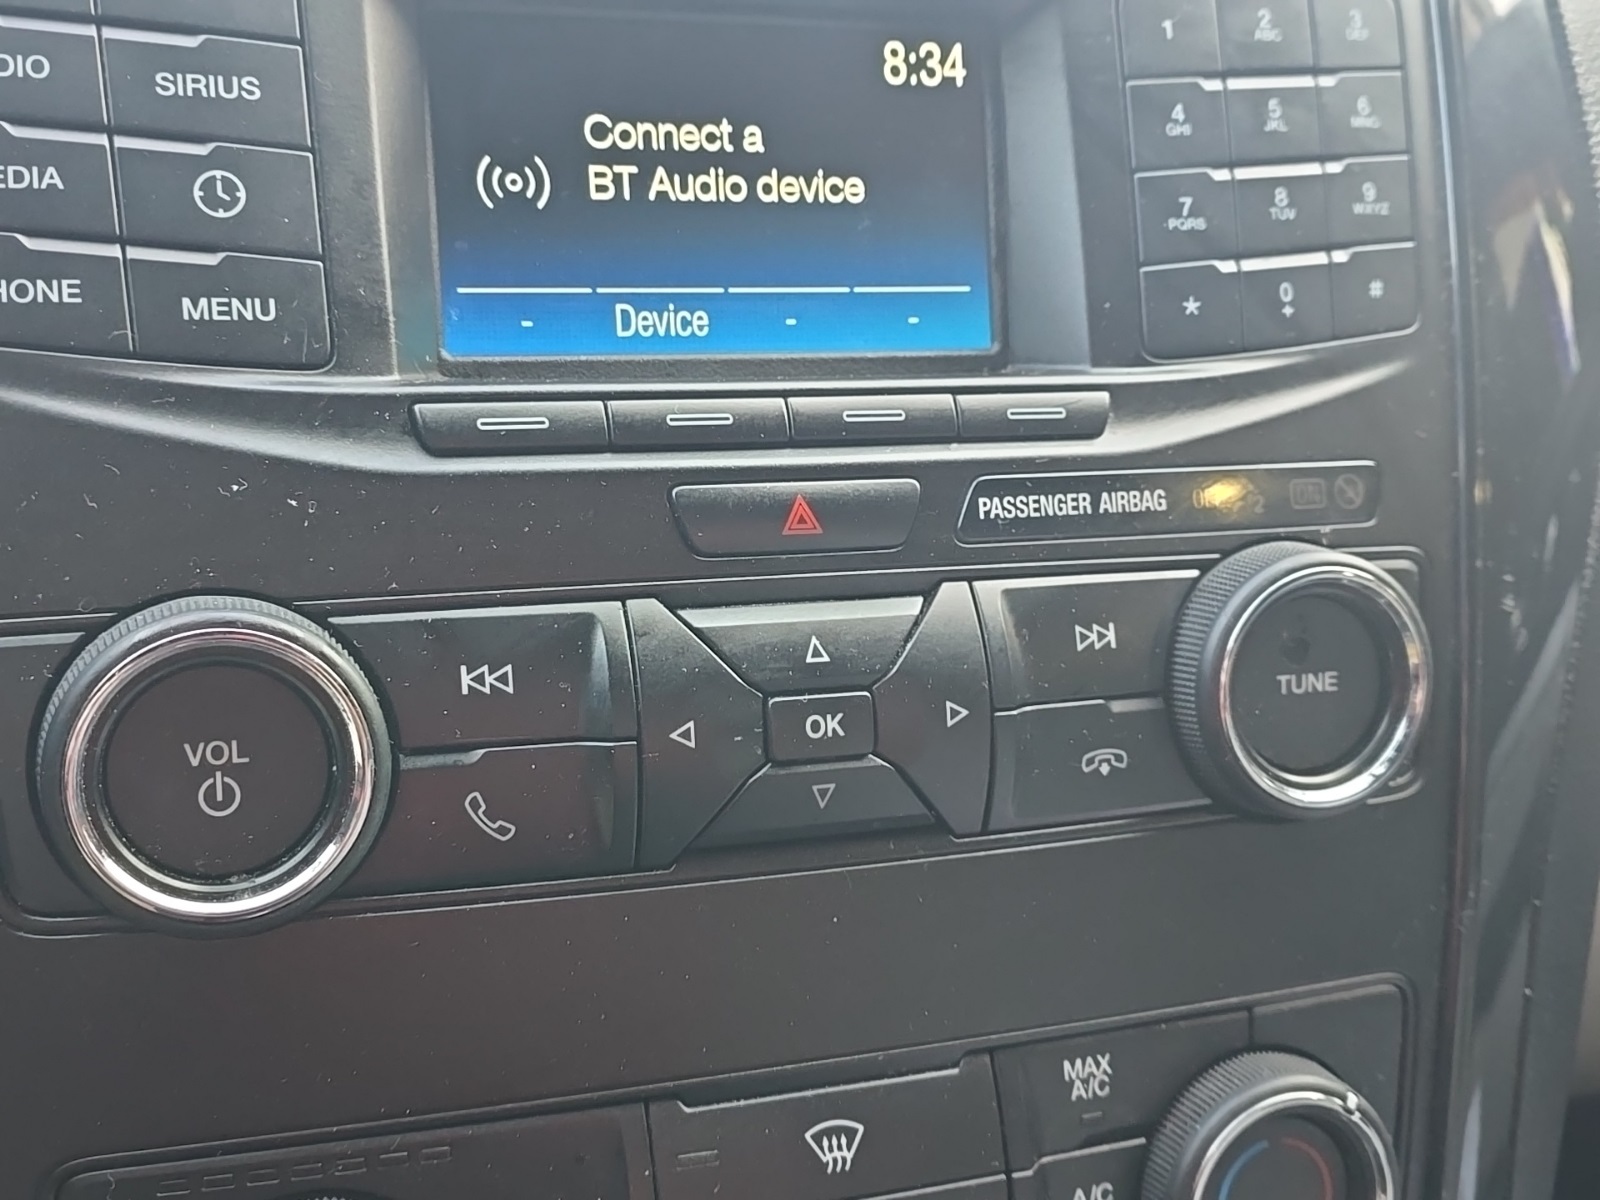 8:34
Connect a
BT Audio device
- Device - -
DIO
SIRIUS
EDIA
HONE
MENU
1
2
ABC
3
DEF
4
GHI
5
JKL
6
MNO
7
PQRS
8
TUV
9
WXYZ
*
0
+
#
PASSENGER AIRBAG
ON
VOL
OK
TUNE
MAX
A/C
A/C